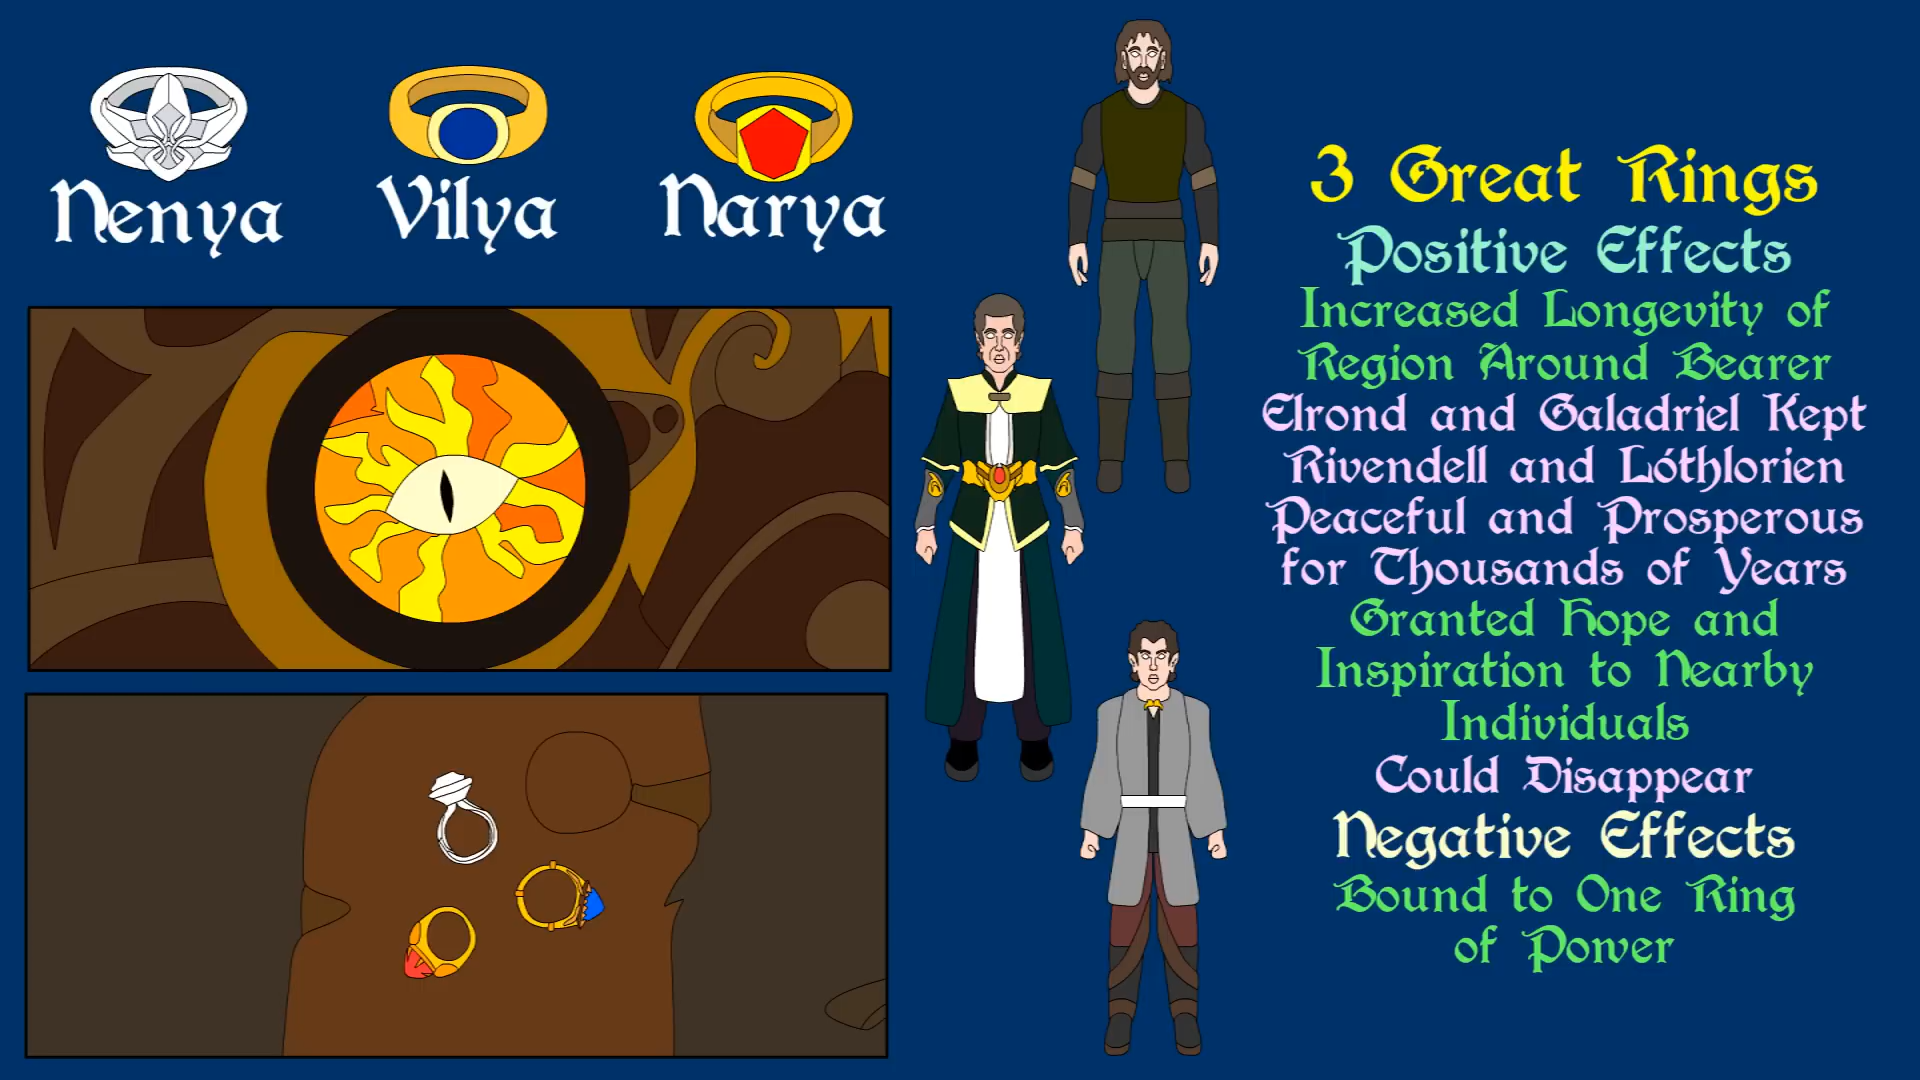 Nenya
Vilya
Narya
3 Great Rings
Positive Effects
Increased Longevity of
Region Around Bearer
Elrond and Galadriel Kept
Rivendell and Lóthlorien
Peaceful and Prosperous
for Thousands of Years
Granted Hope and
Inspiration to Nearby
Individuals
Could Disappear
Negative Effects
Bound to One Ring
of Power